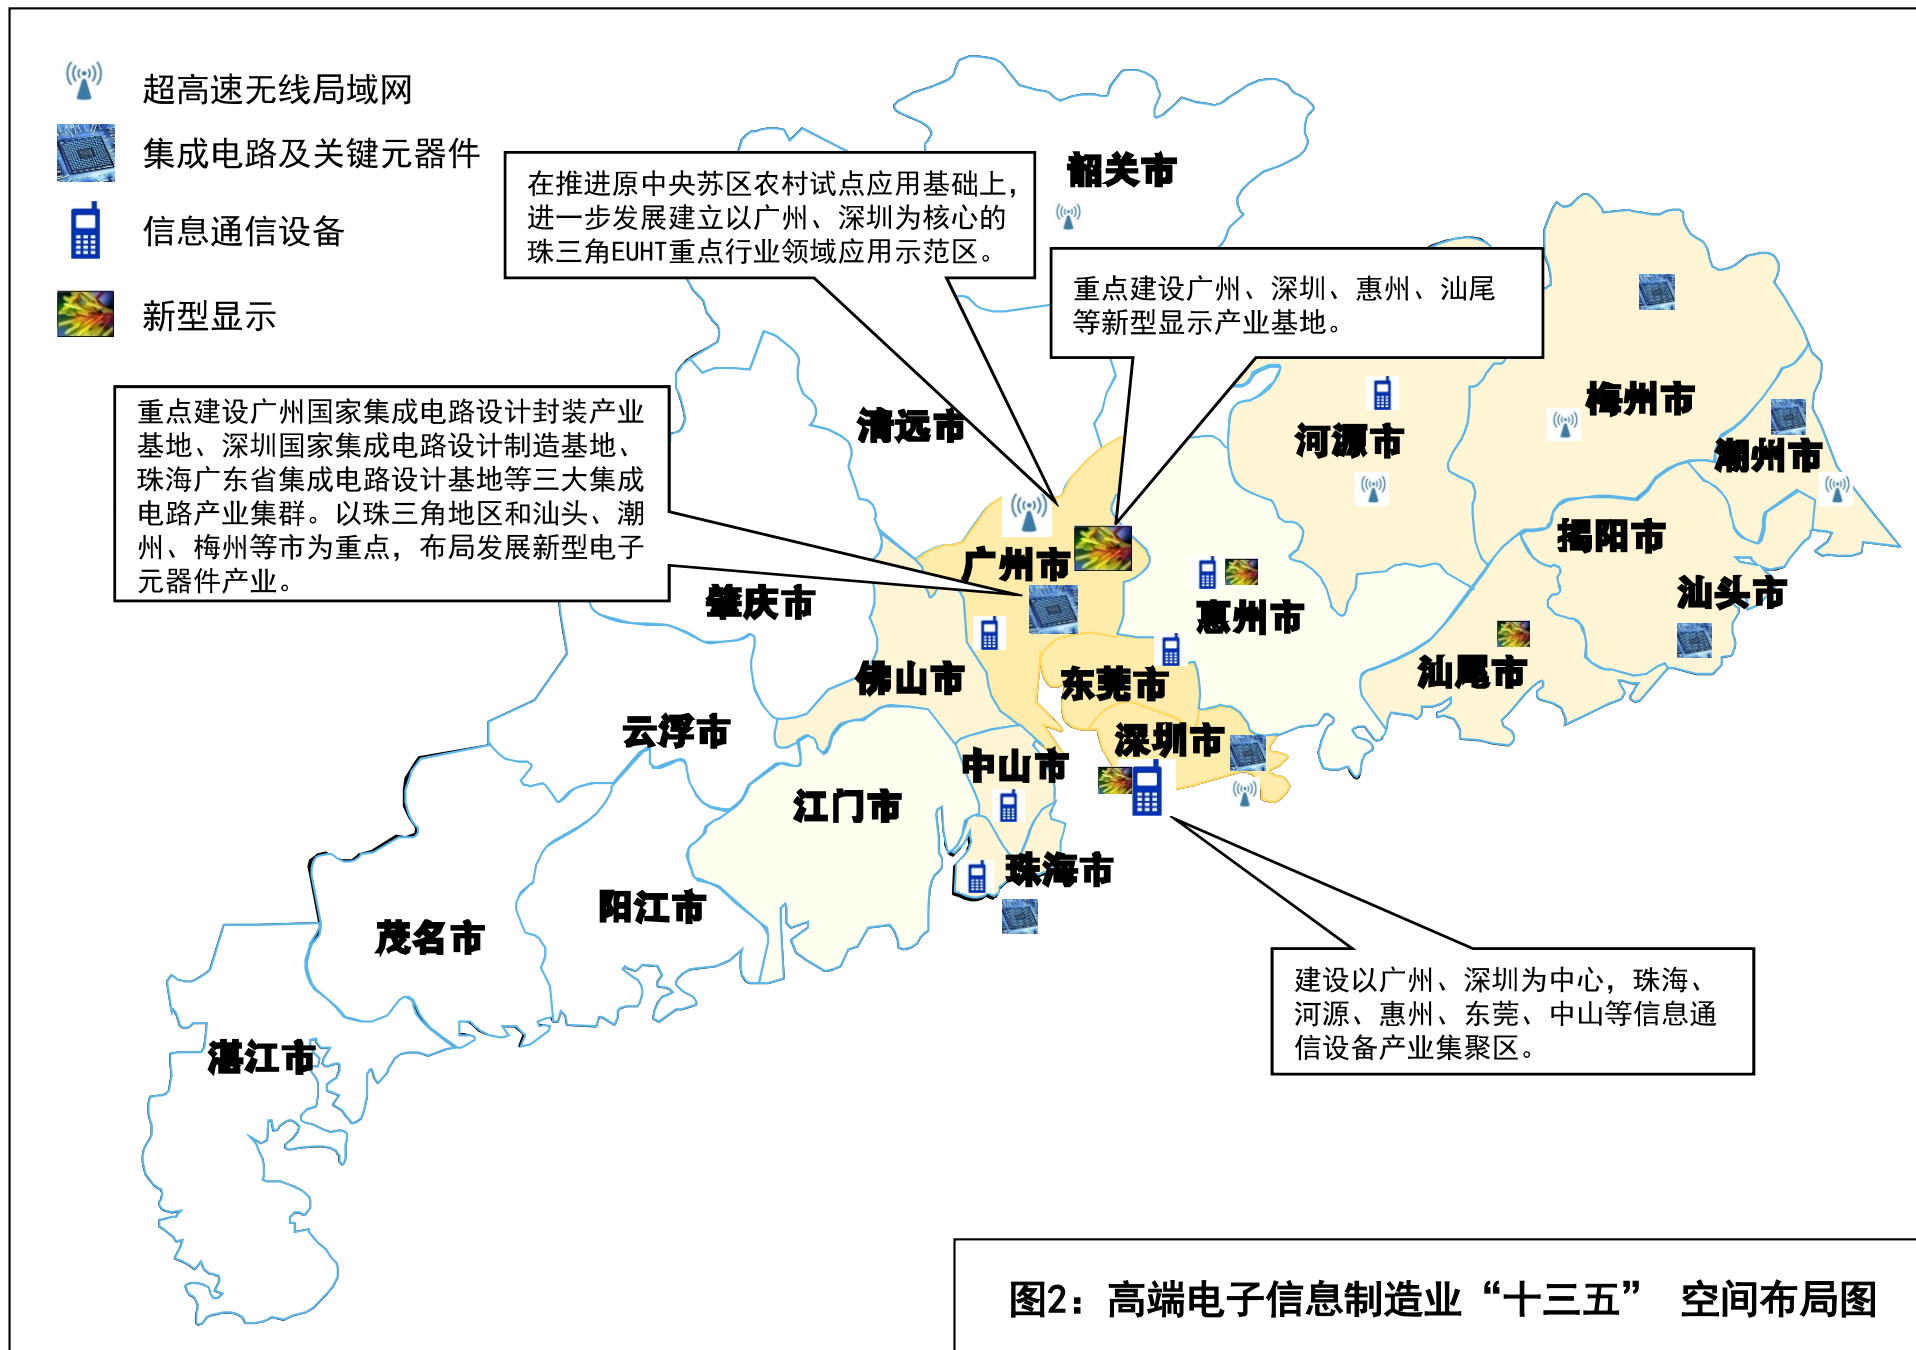 超高速无线局域网
集成电路及关键元器件
信息通信设备
新型显示
在推进原中央苏区农村试点应用基础上，
进一步发展建立以广州、深圳为核心的
珠三角EUHT重点行业领域应用示范区。
韶关市
重点建设广州、深圳、惠州、汕尾
等新型显示产业基地。
重点建设广州国家集成电路设计封装产业
基地、深圳国家集成电路设计制造基地、
珠海广东省集成电路设计基地等三大集成
电路产业集群。以珠三角地区和汕头、潮
州、梅州等市为重点，布局发展新型电子
元器件产业。
清远市
河源市
梅州市
潮州市
揭阳市
汕头市
广州市
肇庆市
惠州市
汕尾市
佛山市
东莞市
云浮市
深圳市
中山市
江门市
珠海市
阳江市
茂名市
湛江市
建设以广州、深圳为中心，珠海、
河源、惠州、东莞、中山等信息通
信设备产业集聚区。
图2：高端电子信息制造业“十三五” 空间布局图